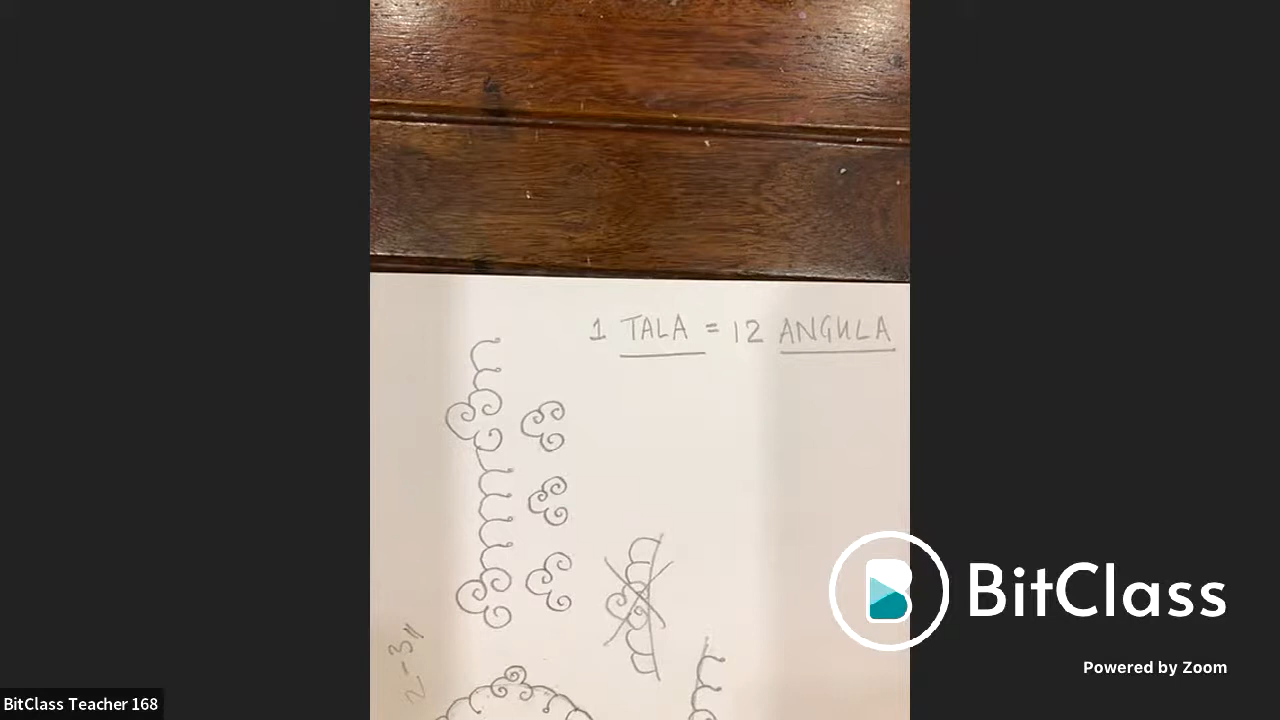 1 TALA = 12 ANGULA
2-3"
BitClass
Powered by Zoom
BitClass Teacher 168